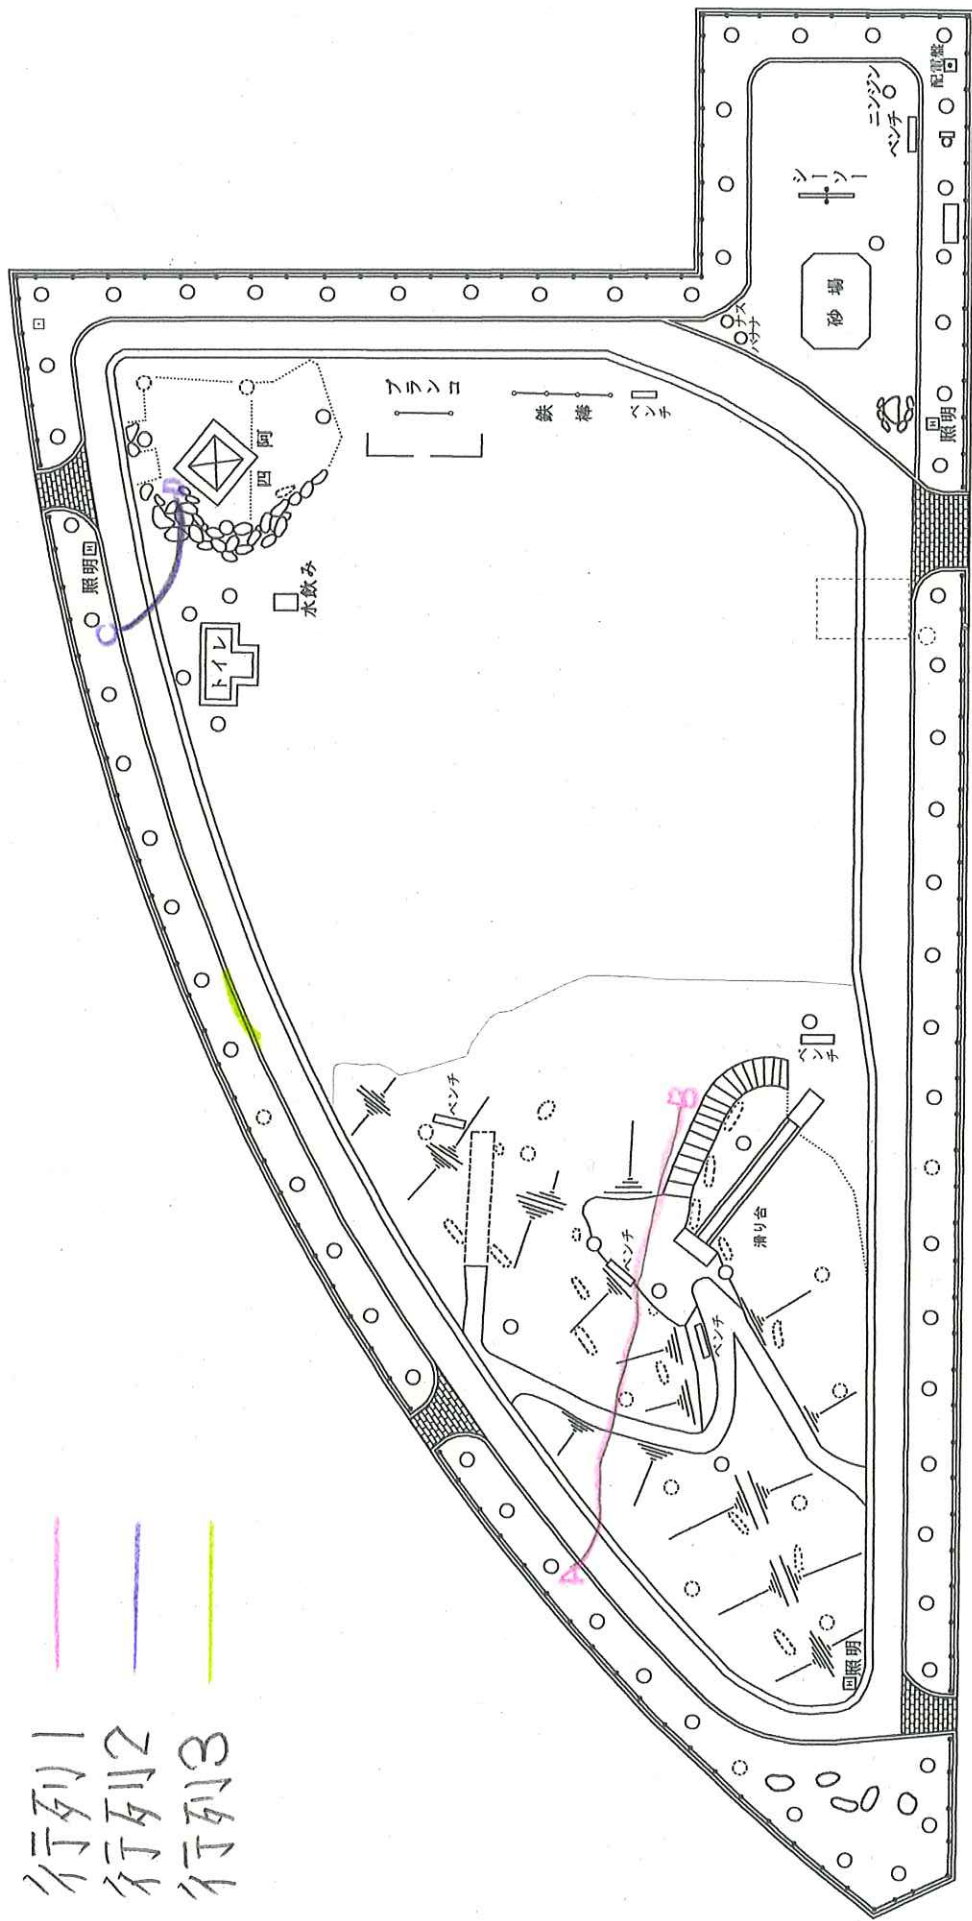 行列1
行列2
行列3
照明
C
D
トイレ
水飲み
四阿
ブランコ
鉄棒
ベンチ
バナナ
ナス
砂場
シーソー
ベンチ
ニンジン
配電盤
照明
ベンチ
ベンチ
B
ベンチ
滑り台
ベンチ
A
照明